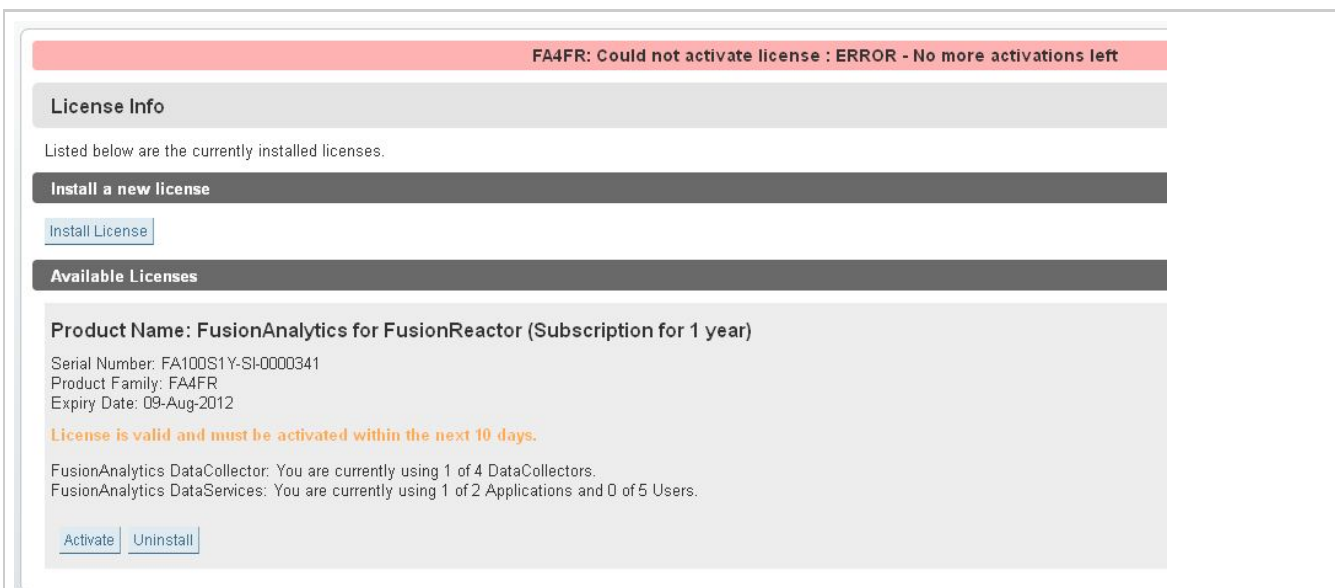 FA4FR: Could not activate license : ERROR - No more activations left
License Info
Listed below are the currently installed licenses.
Install a new license
Install License
Available Licenses
Product Name: FusionAnalytics for FusionReactor (Subscription for 1 year)
Serial Number: FA100S1Y-SI-0000341
Product Family: FA4FR
Expiry Date: 09-Aug-2012
License is valid and must be activated within the next 10 days.
FusionAnalytics DataCollector: You are currently using 1 of 4 DataCollectors.
FusionAnalytics DataServices: You are currently using 1 of 2 Applications and 0 of 5 Users.
Activate Uninstall